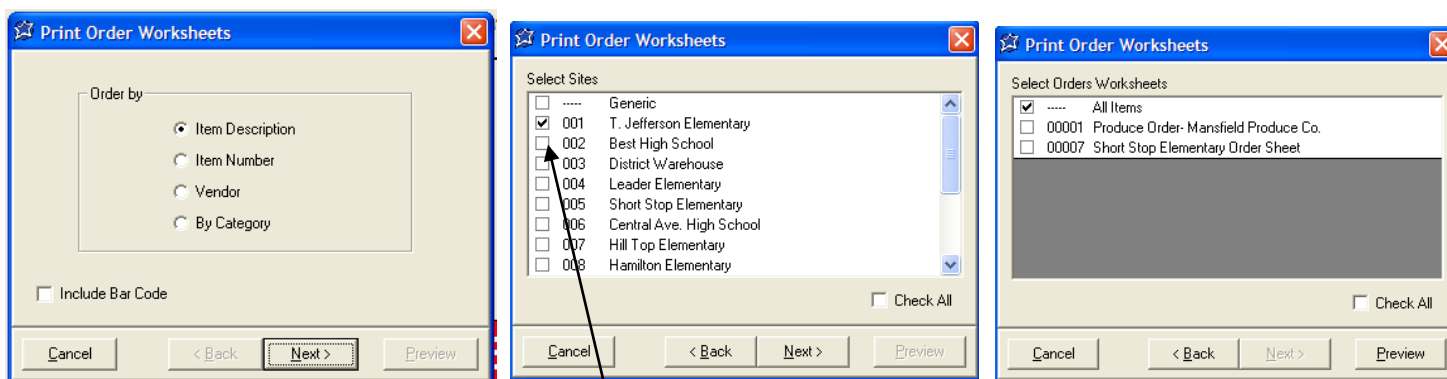 Print Order Worksheets
Order by
Item Description
Item Number
Vendor
By Category
Include Bar Code
Cancel < Back Next > Preview
Print Order Worksheets
Select Sites
----- Generic
001 T. Jefferson Elementary
002 Best High School
003 District Warehouse
004 Leader Elementary
005 Short Stop Elementary
006 Central Ave. High School
007 Hill Top Elementary
008 Hamilton Elementary
Check All
Cancel < Back Next > Preview
Print Order Worksheets
Select Orders Worksheets
----- All Items
00001 Produce Order- Mansfield Produce Co.
00007 Short Stop Elementary Order Sheet
Check All
Cancel < Back Next > Preview